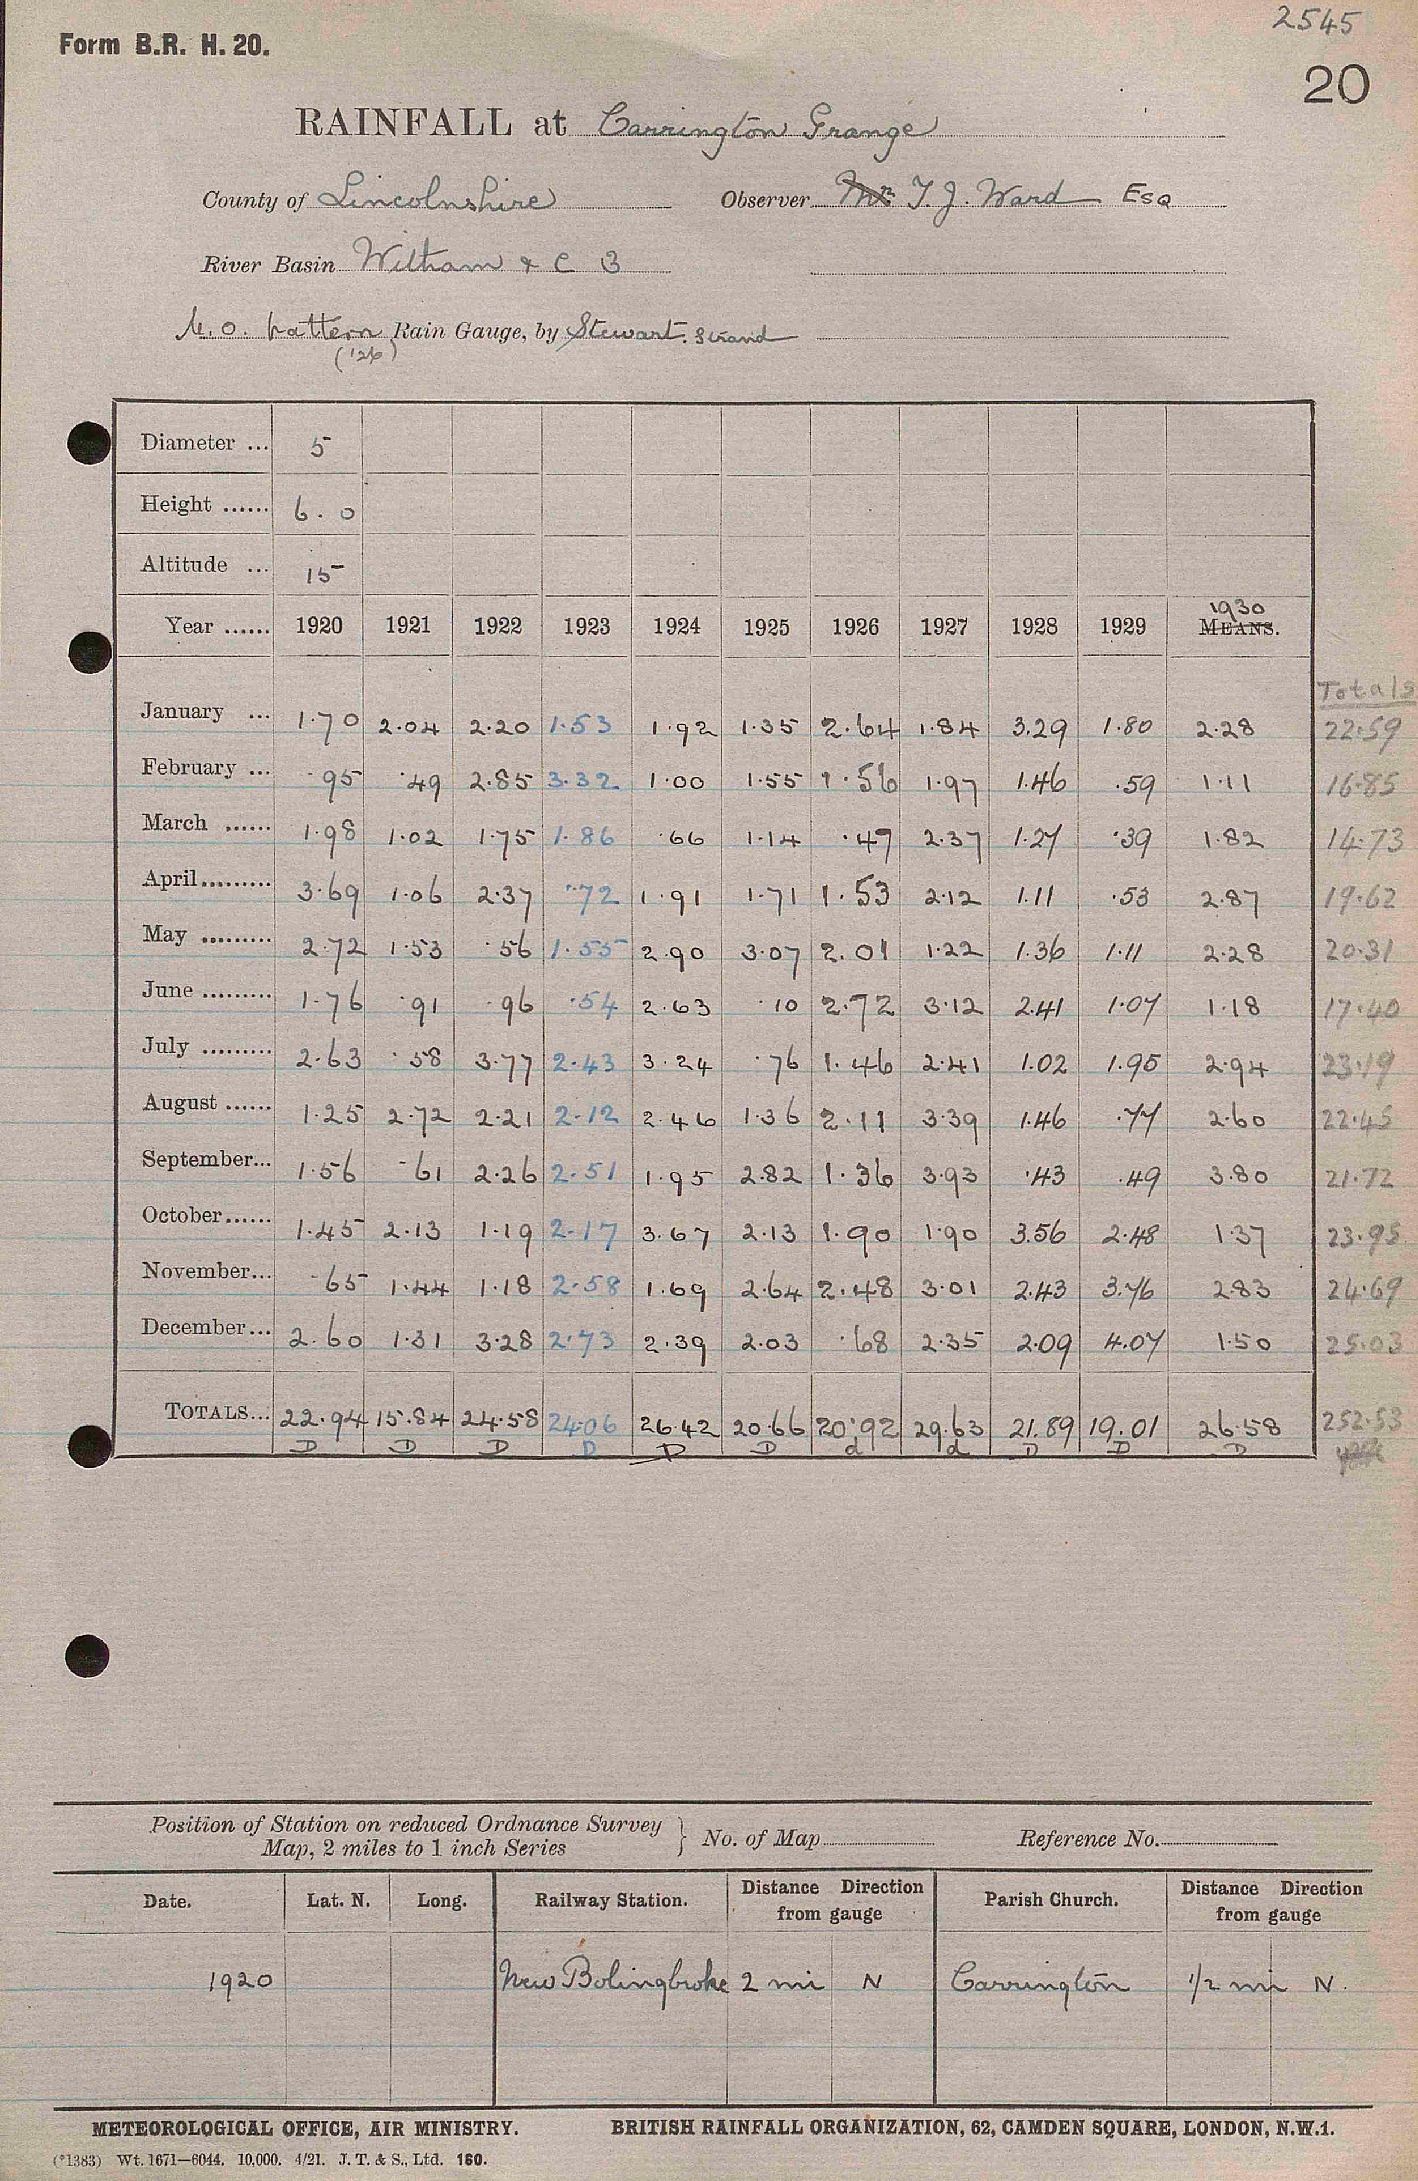 2545
Form B.R. H. 20.
20
RAINFALL at Carrington Grange
County of Lincolnshire Observer Mr. T. J. Ward Esq
River Basin Witham & C 3
M.O. pattern Rain Gauge, by Stewart. Strand
('26)
Diameter ... 5
Height ...... 6.0
Altitude ... 15
1930
Year ...... 1920 1921 1922 1923 1924 1925 1926 1927 1928 1929 MEANS.
Totals
January ... 1.70 2.04 2.20 1.53 1.92 1.35 2.64 1.84 3.29 1.80 2.28 22.59
February ... .95 .49 2.85 3.32 1.00 1.55 1.56 1.97 1.46 .59 1.11 16.85
March ...... 1.98 1.02 1.75 1.86 .66 1.14 .47 2.37 1.27 .39 1.82 14.73
April......... 3.69 1.06 2.37 .72 1.91 1.71 1.53 2.12 1.11 .53 2.87 19.62
May ......... 2.72 1.53 .56 1.55 2.90 3.07 2.01 1.22 1.36 1.11 2.28 20.31
June ......... 1.76 .91 .96 .54 2.63 .10 2.72 3.12 2.41 1.07 1.18 17.40
July ......... 2.63 .58 3.77 2.43 3.24 .76 1.46 2.41 1.02 1.95 2.94 23.19
August ...... 1.25 2.72 2.21 2.12 2.46 1.36 2.11 3.39 1.46 .77 2.60 22.45
September... 1.56 .61 2.26 2.51 1.95 2.82 1.36 3.93 .43 .49 3.80 21.72
October...... 1.45 2.13 1.19 2.17 3.67 2.13 1.90 1.90 3.56 2.48 1.37 23.95
November... .65 1.44 1.18 2.58 1.69 2.64 2.48 3.01 2.43 3.76 2.83 24.69
December... 2.60 1.31 3.28 2.73 2.39 2.03 .68 2.35 2.09 4.07 1.50 25.03
TOTALS... 22.94 15.84 24.58 24.06 26.42 20.66 20.92 29.63 21.89 19.01 26.58 252.53
D D D D D D d d D D D
Position of Station on reduced Ordnance Survey
Map, 2 miles to 1 inch Series } No. of Map Reference No.
Date. Lat. N. Long. Railway Station. Distance Direction from gauge Parish Church. Distance Direction from gauge
1920 New Bolingbroke 2 mi N Carrington 1/2 mi N.
METEOROLOGICAL OFFICE, AIR MINISTRY. BRITISH RAINFALL ORGANIZATION, 62, CAMDEN SQUARE, LONDON, N.W.1.
(*1383) Wt. 1671—6044. 10,000. 4/21. J. T. & S., Ltd. 160.